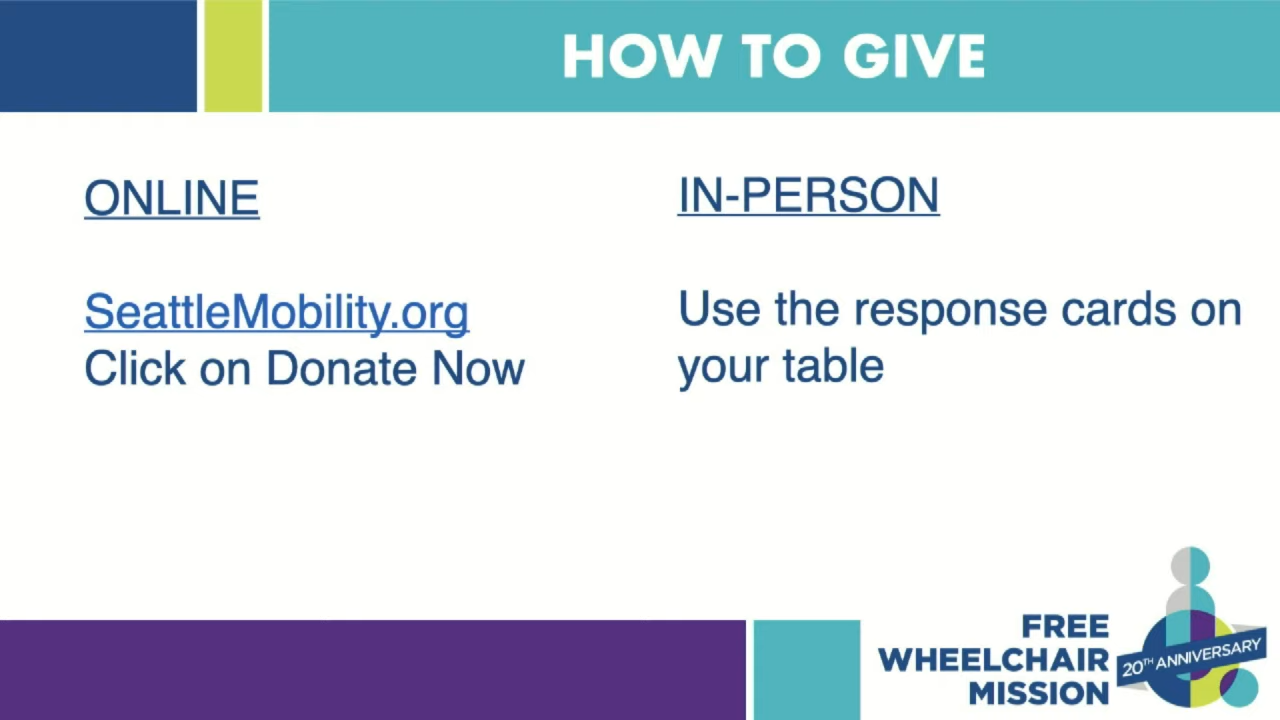 HOW TO GIVE
ONLINE
SeattleMobility.org
Click on Donate Now
IN-PERSON
Use the response cards on
your table
FREE
WHEELCHAIR
MISSION
20TH ANNIVERSARY